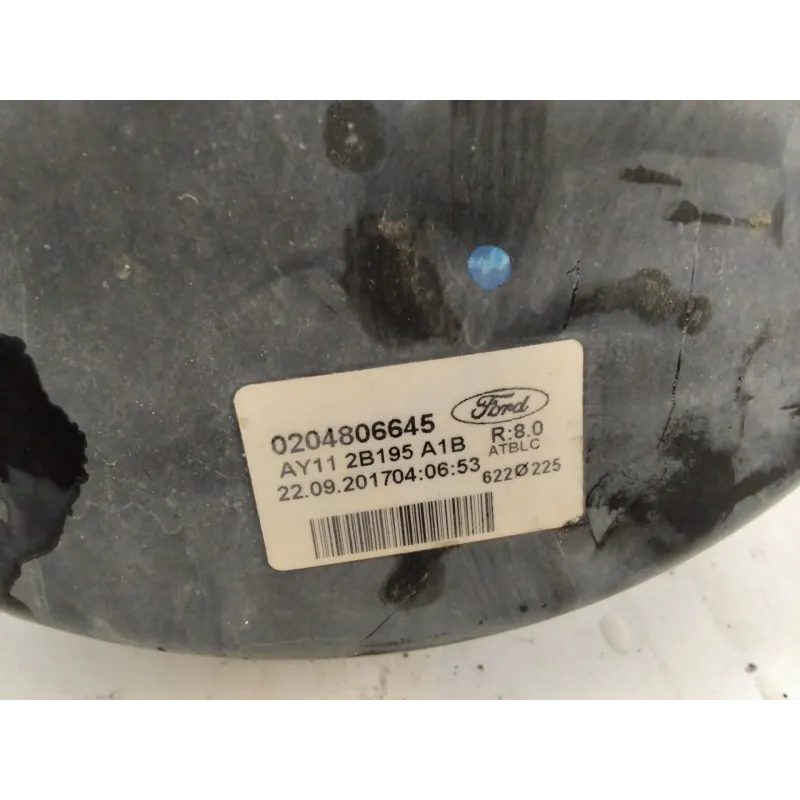 0204806645 Ford
AY11 2B195 A1B R:8.0
ATBLC
22.09.201704:06:53 622Ø225